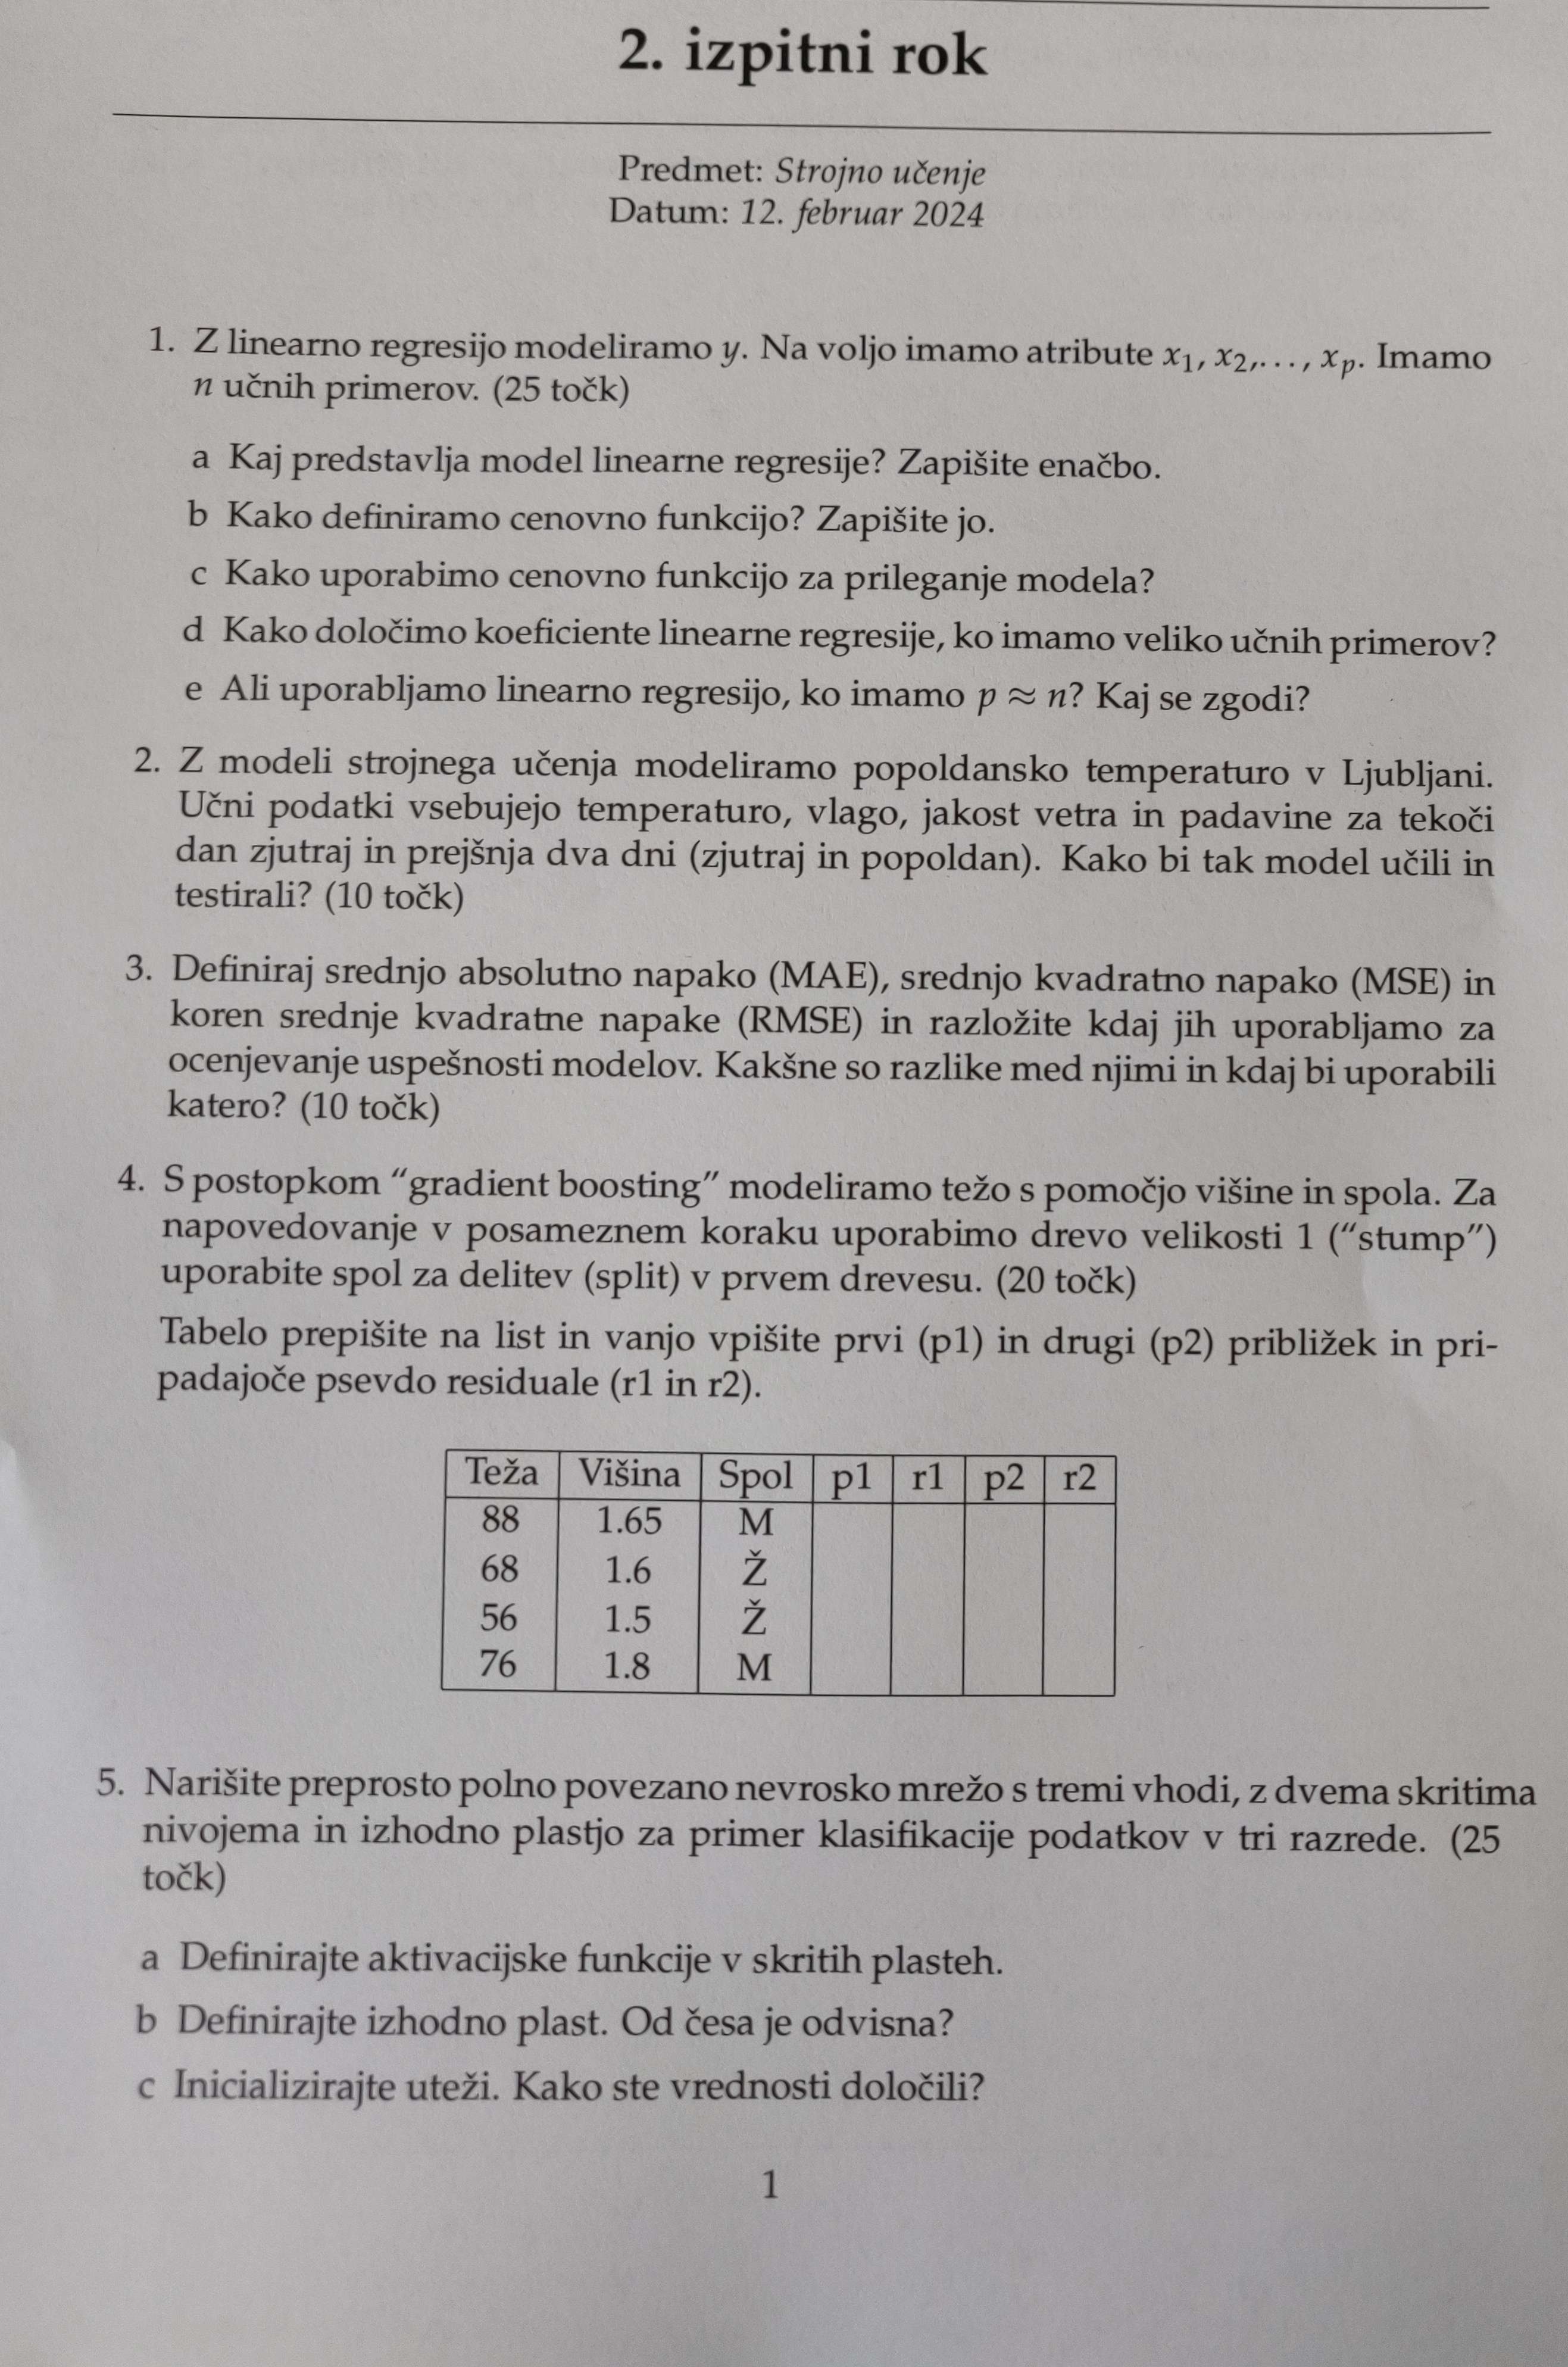 2. izpitni rok
Predmet: Strojno učenje
Datum: 12. februar 2024
1. Z linearno regresijo modeliramo y. Na voljo imamo atribute x₁, x₂,..., xₚ. Imamo
n učnih primerov. (25 točk)
a Kaj predstavlja model linearne regresije? Zapišite enačbo.
b Kako definiramo cenovno funkcijo? Zapišite jo.
c Kako uporabimo cenovno funkcijo za prileganje modela?
d Kako določimo koeficiente linearne regresije, ko imamo veliko učnih primerov?
e Ali uporabljamo linearno regresijo, ko imamo p ≈ n? Kaj se zgodi?
2. Z modeli strojnega učenja modeliramo popoldansko temperaturo v Ljubljani.
Učni podatki vsebujejo temperaturo, vlago, jakost vetra in padavine za tekoči
dan zjutraj in prejšnja dva dni (zjutraj in popoldan). Kako bi tak model učili in
testirali? (10 točk)
3. Definiraj srednjo absolutno napako (MAE), srednjo kvadratno napako (MSE) in
koren srednje kvadratne napake (RMSE) in razložite kdaj jih uporabljamo za
ocenjevanje uspešnosti modelov. Kakšne so razlike med njimi in kdaj bi uporabili
katero? (10 točk)
4. S postopkom “gradient boosting” modeliramo težo s pomočjo višine in spola. Za
napovedovanje v posameznem koraku uporabimo drevo velikosti 1 (“stump”)
uporabite spol za delitev (split) v prvem drevesu. (20 točk)
Tabelo prepišite na list in vanjo vpišite prvi (p1) in drugi (p2) približek in pri-
padajoče psevdo residuale (r1 in r2).
Teža Višina Spol p1 r1 p2 r2
88 1.65 M
68 1.6 Ž
56 1.5 Ž
76 1.8 M
5. Narišite preprosto polno povezano nevrosko mrežo s tremi vhodi, z dvema skritima
nivojema in izhodno plastjo za primer klasifikacije podatkov v tri razrede. (25
točk)
a Definirajte aktivacijske funkcije v skritih plasteh.
b Definirajte izhodno plast. Od česa je odvisna?
c Inicializirajte uteži. Kako ste vrednosti določili?
1